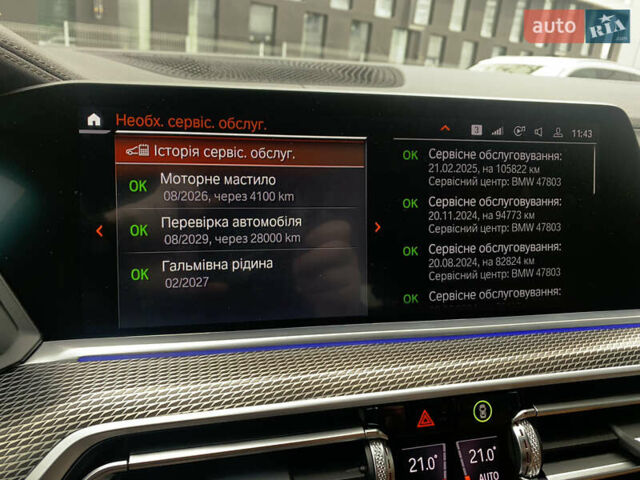 auto RIA
Необх. сервіс. обслуг.
3
11:43
Історія сервіс. обслуг.
OK Моторне мастило
08/2026, через 4100 km
OK Перевірка автомобіля
08/2029, через 28000 km
OK Гальмівна рідина
02/2027
OK Сервісне обслуговування:
21.02.2025, на 105822 км
Сервісний центр: BMW 47803
OK Сервісне обслуговування:
20.11.2024, на 94773 км
Сервісний центр: BMW 47803
OK Сервісне обслуговування:
20.08.2024, на 82824 км
Сервісний центр: BMW 47803
OK Сервісне обслуговування:
21.0°
21.0°
AUTO